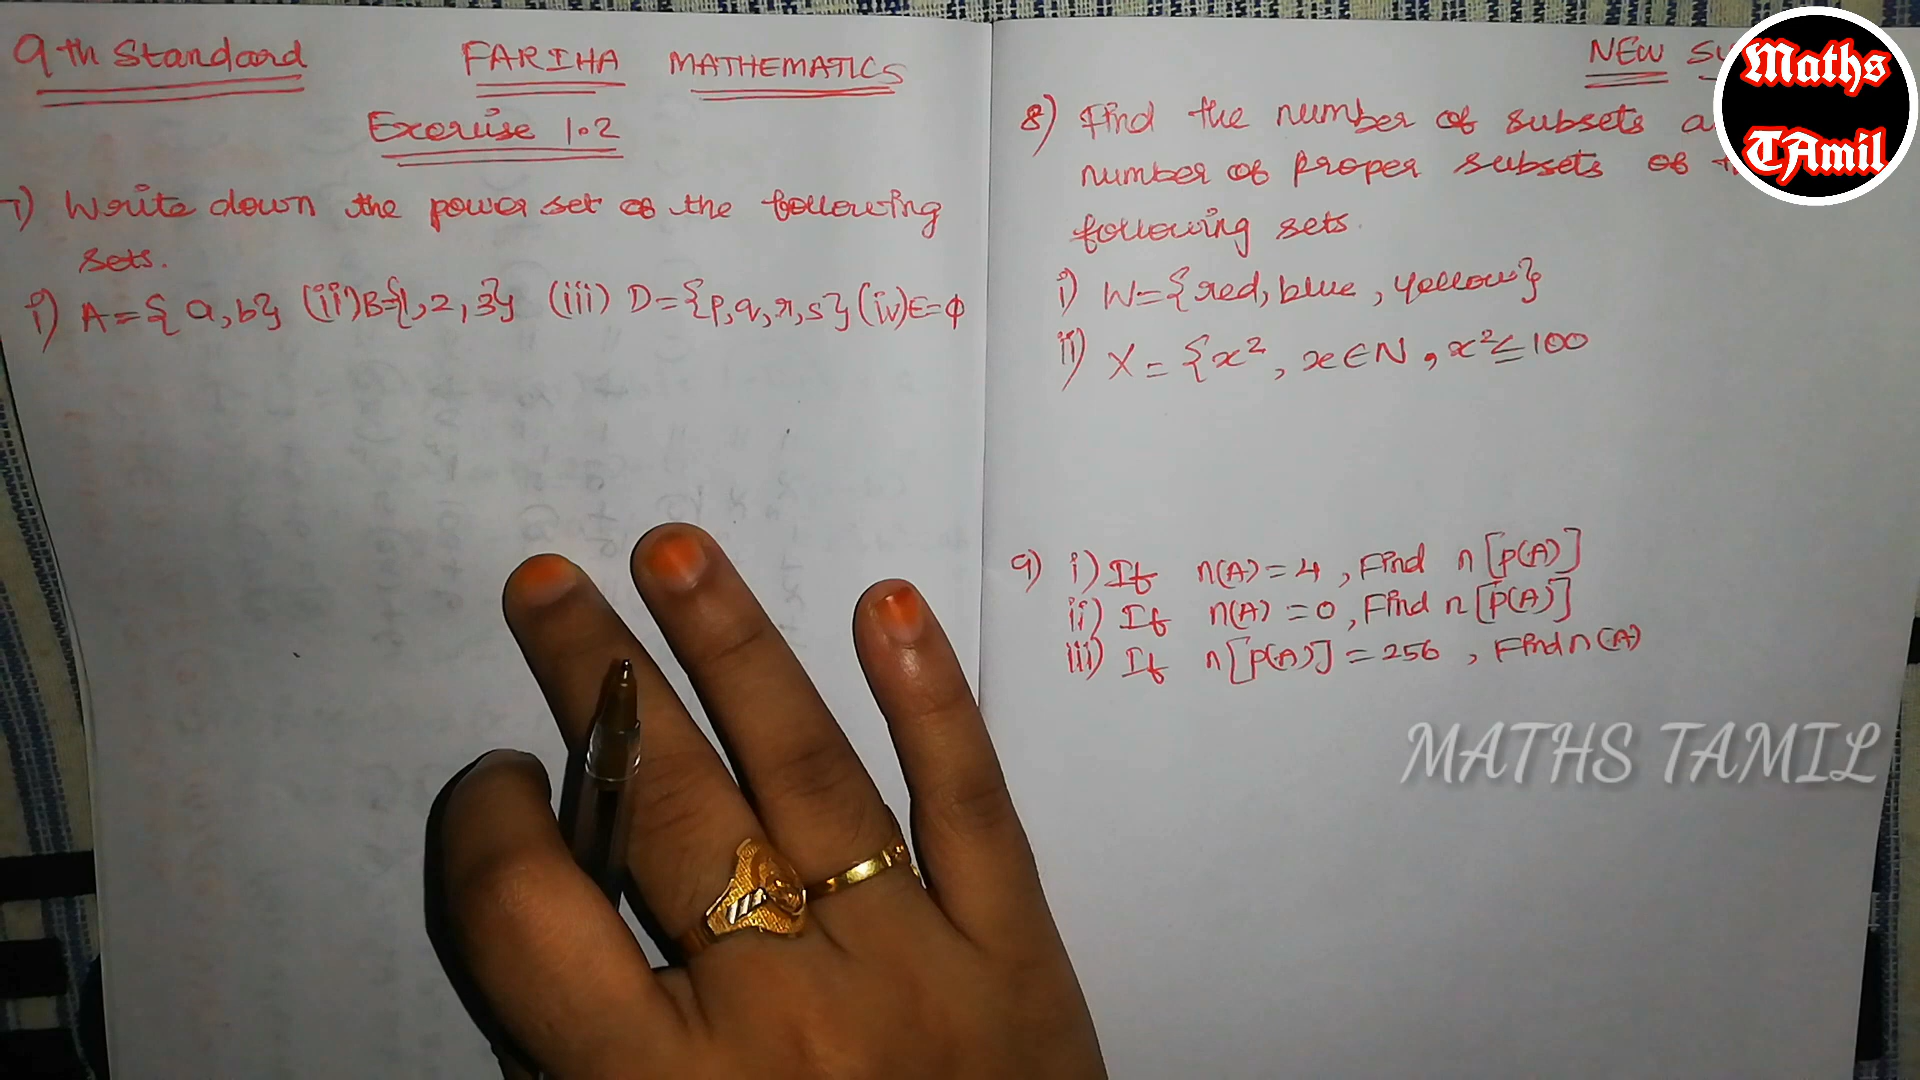 9th Standard FARIHA MATHEMATICS
Exercise 1.2
7) Write down the power set of the following
sets.
i) A={a,b} (ii) B={1,2,3} (iii) D={p,q,r,s} (iv) E=ϕ
NEW
8) Find the number of subsets
number of proper subsets of
following sets.
i) W={red, blue, yellow}
ii) X = {x², x∈N, x²≤100
9) i) If n(A)=4, Find n[p(A)]
ii) If n(A)=0, Find n[p(A)]
iii) If n[p(A)]=256, Find n(A)
Maths
TAmil
MATHS TAMIL